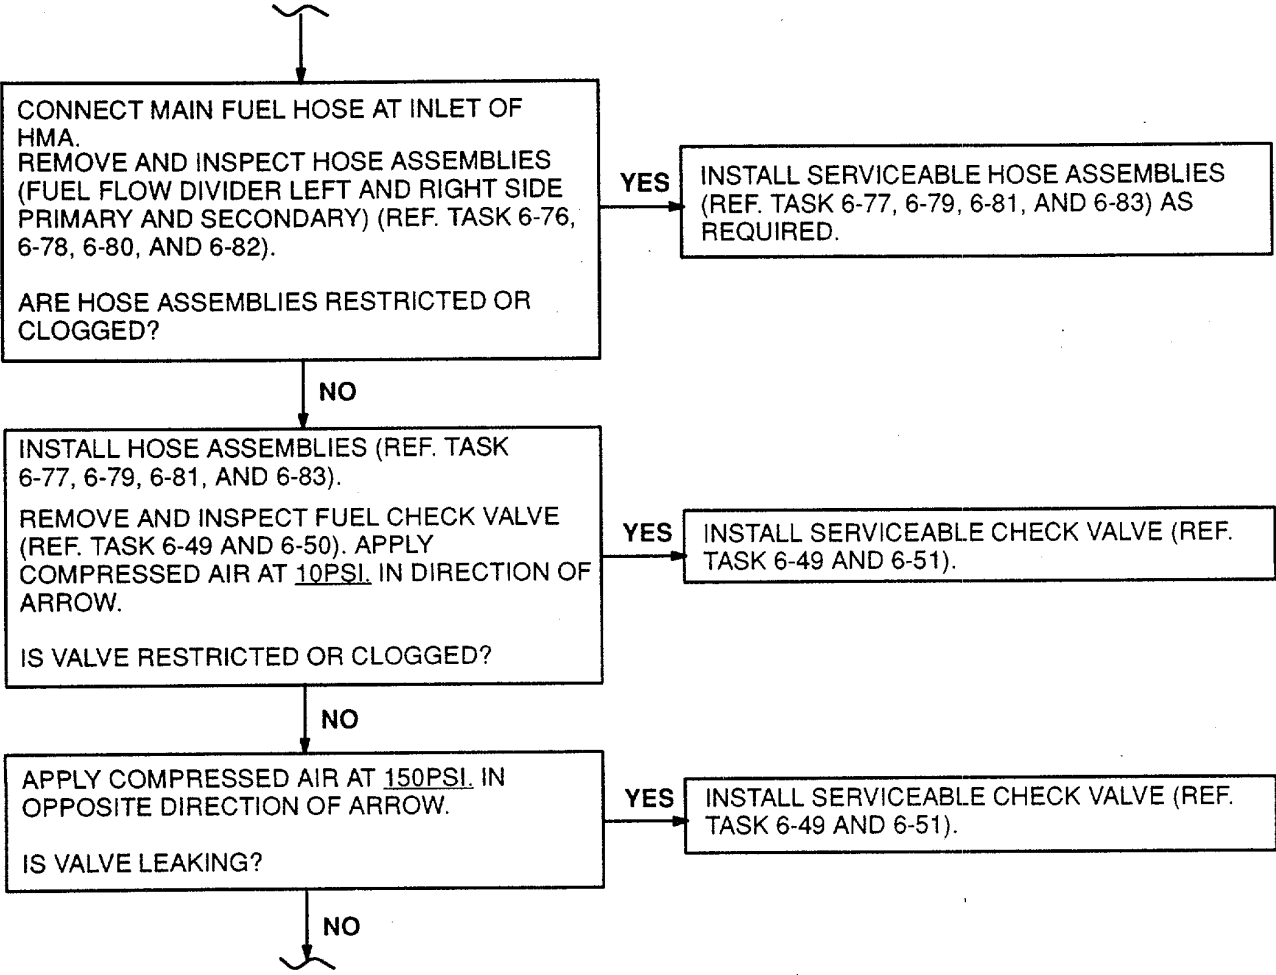 CONNECT MAIN FUEL HOSE AT INLET OF
HMA.
REMOVE AND INSPECT HOSE ASSEMBLIES
(FUEL FLOW DIVIDER LEFT AND RIGHT SIDE
PRIMARY AND SECONDARY) (REF. TASK 6-76,
6-78, 6-80, AND 6-82).
ARE HOSE ASSEMBLIES RESTRICTED OR
CLOGGED?
YES
INSTALL SERVICEABLE HOSE ASSEMBLIES
(REF. TASK 6-77, 6-79, 6-81, AND 6-83) AS
REQUIRED.
NO
INSTALL HOSE ASSEMBLIES (REF. TASK
6-77, 6-79, 6-81, AND 6-83).
REMOVE AND INSPECT FUEL CHECK VALVE
(REF. TASK 6-49 AND 6-50). APPLY
COMPRESSED AIR AT 10PSI. IN DIRECTION OF
ARROW.
IS VALVE RESTRICTED OR CLOGGED?
YES
INSTALL SERVICEABLE CHECK VALVE (REF.
TASK 6-49 AND 6-51).
NO
APPLY COMPRESSED AIR AT 150PSI. IN
OPPOSITE DIRECTION OF ARROW.
IS VALVE LEAKING?
YES
INSTALL SERVICEABLE CHECK VALVE (REF.
TASK 6-49 AND 6-51).
NO